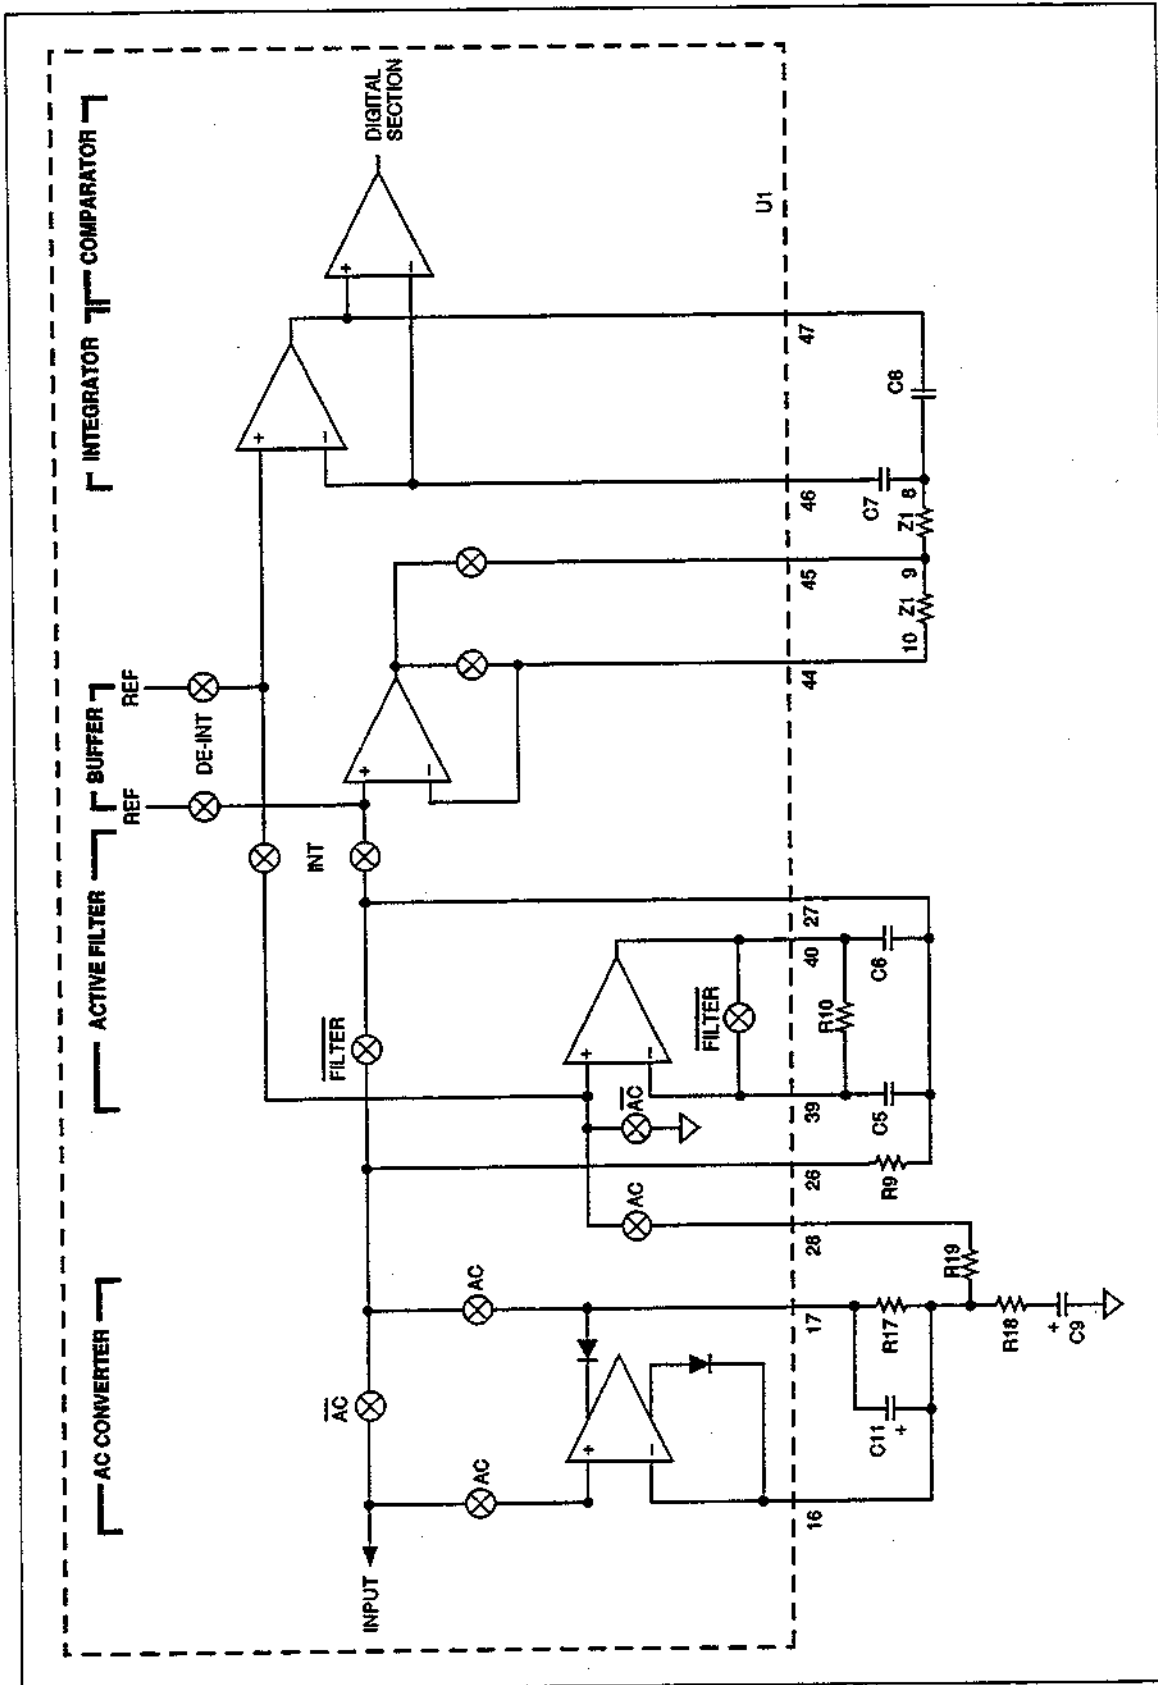 AC CONVERTER
ACTIVE FILTER
BUFFER
INTEGRATOR
COMPARATOR
REF
REF
DE-INT
INT
DIGITAL
SECTION
INPUT
AC
FILTER
AC
AC
AC
AC
FILTER
+
-
+
-
+
-
+
-
+
-
U1
16
17
28
26
39
40
27
44
45
46
47
C11
+
R17
R19
R18
+
C9
R9
C5
R10
C6
10
Z1
9
Z1
8
C7
C8